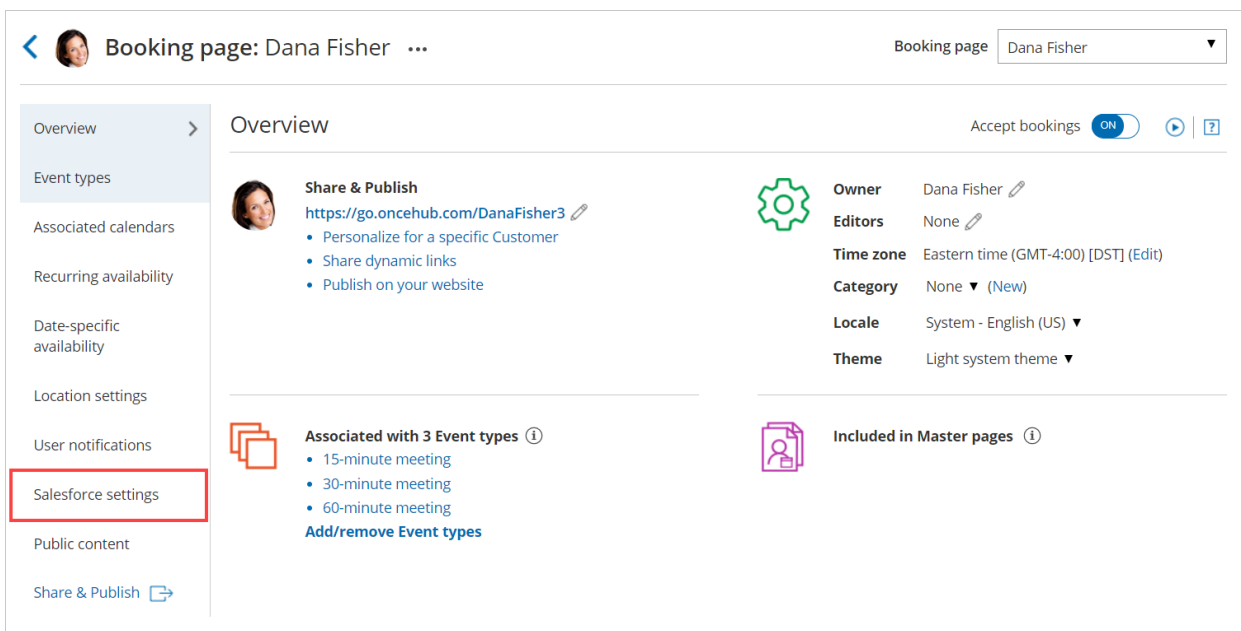 Booking page: Dana Fisher ...
Booking page
Dana Fisher
Overview
Event types
Associated calendars
Recurring availability
Date-specific
availability
Location settings
User notifications
Salesforce settings
Public content
Share & Publish
Overview
Accept bookings ON
?
Share & Publish
https://go.oncehub.com/DanaFisher3
• Personalize for a specific Customer
• Share dynamic links
• Publish on your website
Owner Dana Fisher
Editors None
Time zone Eastern time (GMT-4:00) [DST] (Edit)
Category None ▼ (New)
Locale System - English (US) ▼
Theme Light system theme ▼
Associated with 3 Event types i
• 15-minute meeting
• 30-minute meeting
• 60-minute meeting
Add/remove Event types
Included in Master pages i